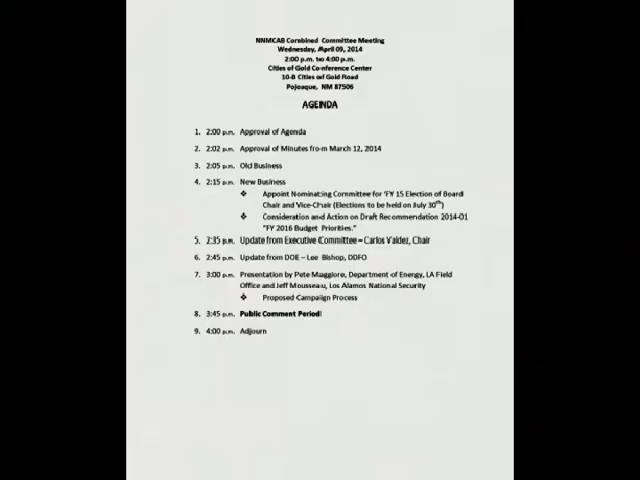 NNMCAB Combined Committee Meeting
Wednesday, April 09, 2014
2:00 p.m. to 4:00 p.m.
Cities of Gold Conference Center
10-B Cities of Gold Road
Pojoaque, NM 87506
AGENDA
1. 2:00 p.m. Approval of Agenda
2. 2:02 p.m. Approval of Minutes from March 12, 2014
3. 2:05 p.m. Old Business
4. 2:15 p.m. New Business
❖ Appoint Nominating Committee for 'FY 15 Election of Board
Chair and Vice-Chair (Elections to be held on July 30th)
❖ Consideration and Action on Draft Recommendation 2014-01
"FY 2016 Budget Priorities."
5. 2:35 p.m. Update from Executive Committee – Carlos Valdez, Chair
6. 2:45 p.m. Update from DOE – Lee Bishop, DDFO
7. 3:00 p.m. Presentation by Pete Maggiore, Department of Energy, LA Field
Office and Jeff Mousseau, Los Alamos National Security
❖ Proposed Campaign Process
8. 3:45 p.m. Public Comment Period
9. 4:00 p.m. Adjourn